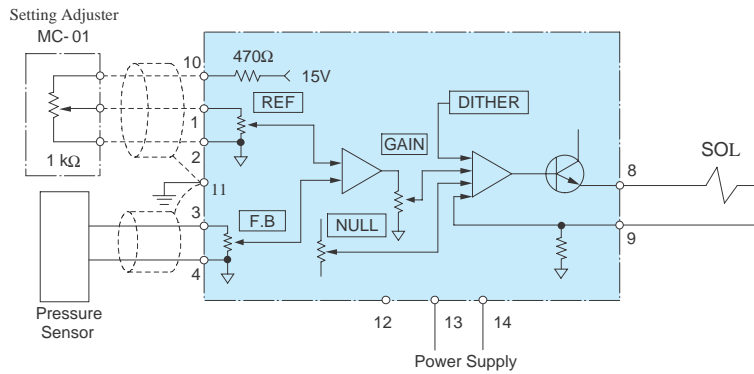 Setting Adjuster
MC-01
10
470Ω
15V
REF
DITHER
1
GAIN
2
1 kΩ
8
SOL
11
3
F.B
NULL
9
4
Pressure
Sensor
12
13
14
Power Supply